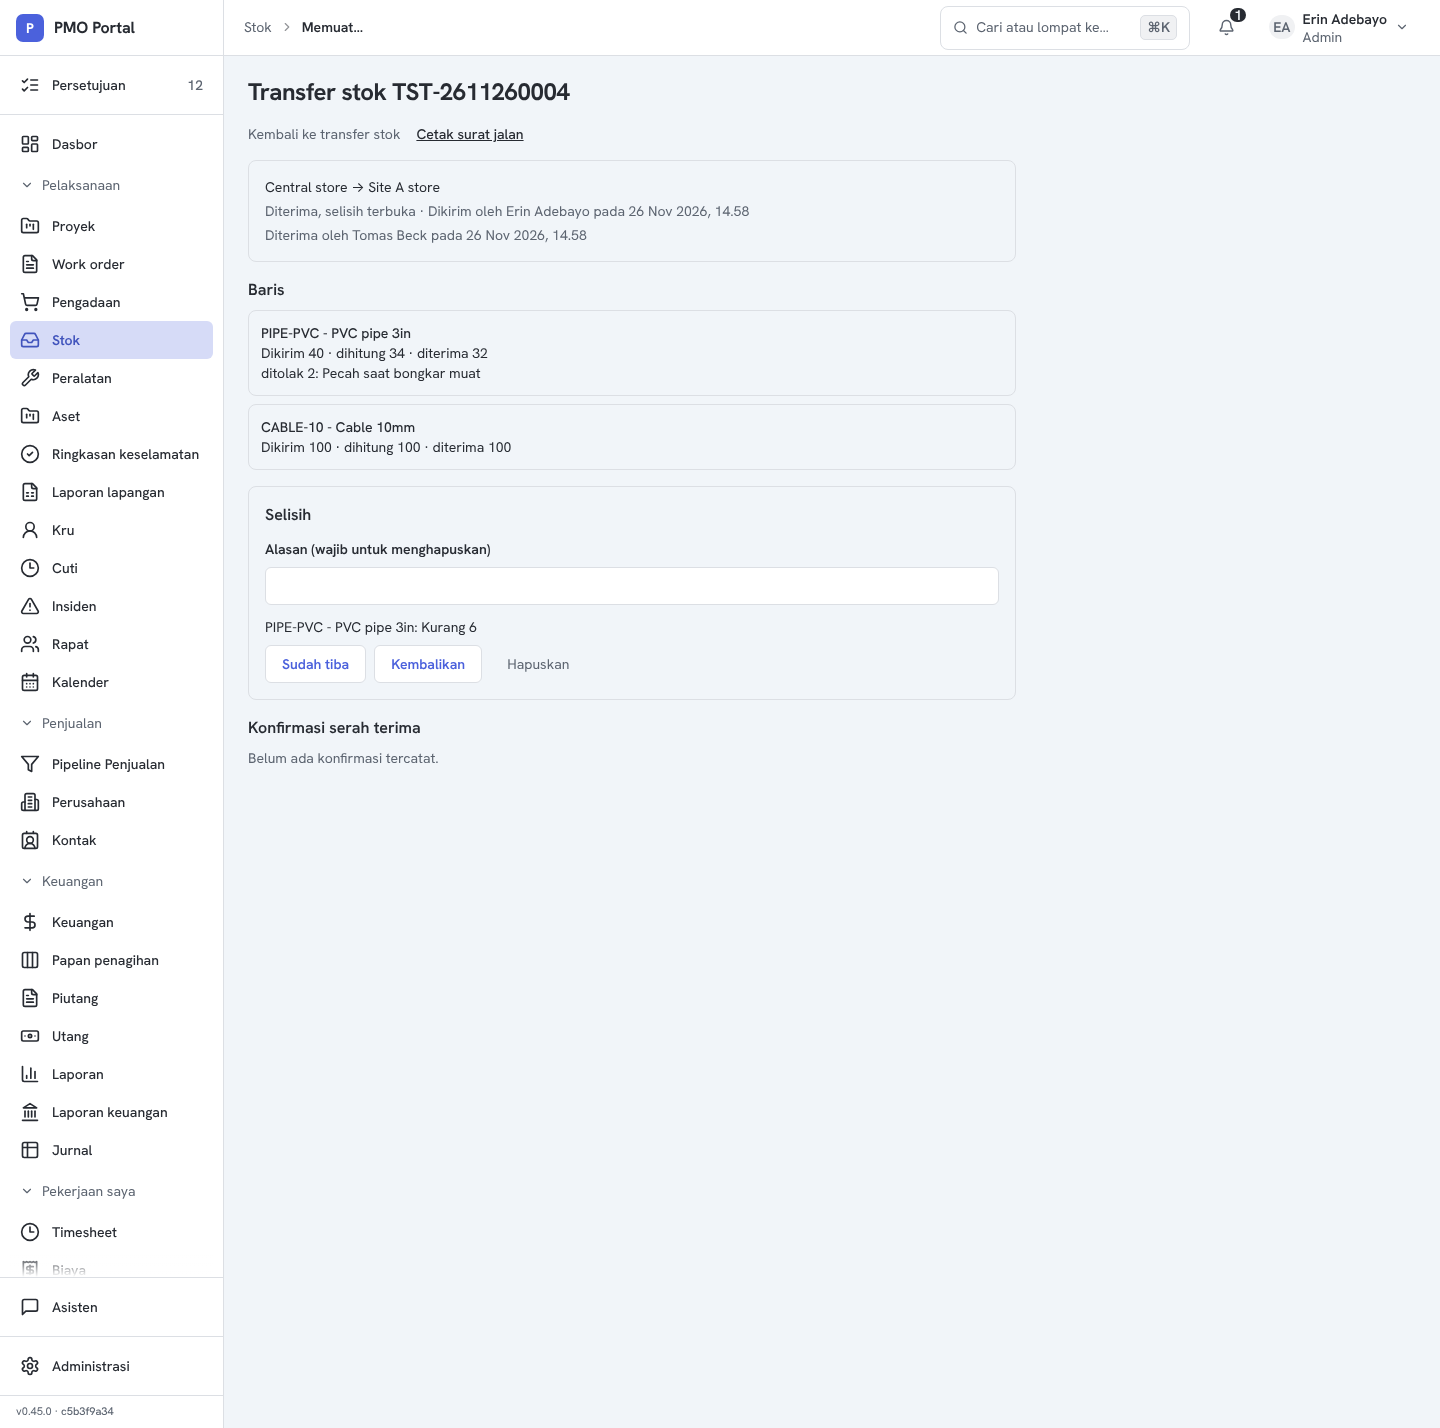 P
PMO Portal
Stok
Memuat...
Cari atau lompat ke...
⌘K
1
EA
Erin Adebayo
Admin
Persetujuan
12
Dasbor
Pelaksanaan
Proyek
Work order
Pengadaan
Stok
Peralatan
Aset
Ringkasan keselamatan
Laporan lapangan
Kru
Cuti
Insiden
Rapat
Kalender
Penjualan
Pipeline Penjualan
Perusahaan
Kontak
Keuangan
Keuangan
Papan penagihan
Piutang
Utang
Laporan
Laporan keuangan
Jurnal
Pekerjaan saya
Timesheet
Biaya
Asisten
Administrasi
v0.45.0 · c5b3f9a34
Transfer stok TST-2611260004
Kembali ke transfer stok
Cetak surat jalan
Central store → Site A store
Diterima, selisih terbuka · Dikirim oleh Erin Adebayo pada 26 Nov 2026, 14.58
Diterima oleh Tomas Beck pada 26 Nov 2026, 14.58
Baris
PIPE-PVC - PVC pipe 3in
Dikirim 40 · dihitung 34 · diterima 32
ditolak 2: Pecah saat bongkar muat
CABLE-10 - Cable 10mm
Dikirim 100 · dihitung 100 · diterima 100
Selisih
Alasan (wajib untuk menghapuskan)
PIPE-PVC - PVC pipe 3in: Kurang 6
Sudah tiba
Kembalikan
Hapuskan
Konfirmasi serah terima
Belum ada konfirmasi tercatat.